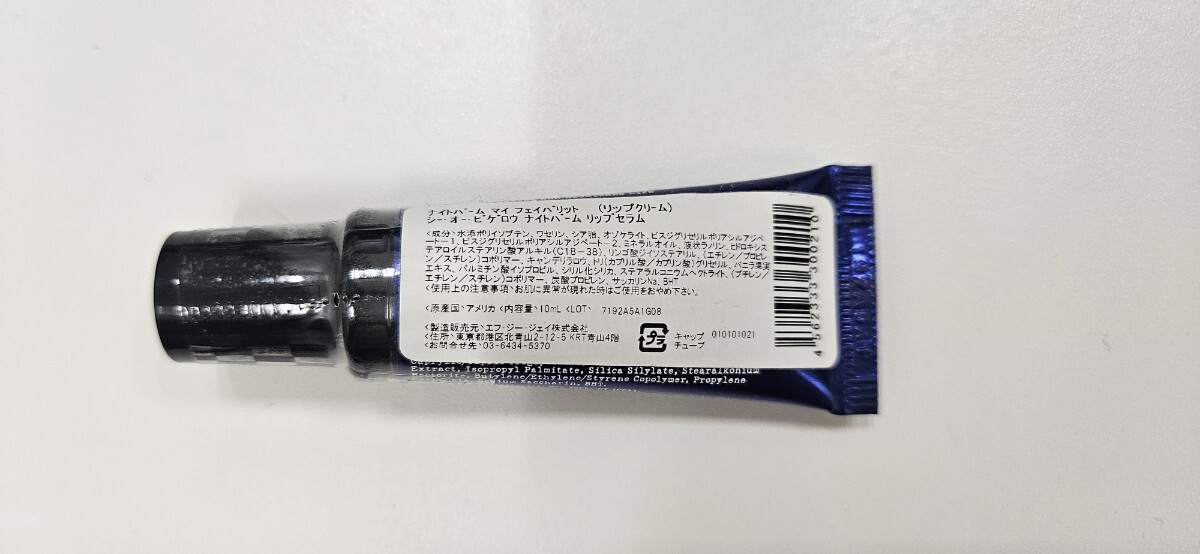 ナイトバーム マイ フェイバリット （リップクリーム）
シー・オー・ビゲロウ ナイトバーム リップセラム
<成分>水添ポリイソブテン、ワセリン、シア脂、オゾケライト、ビスジグリセリルポリアシルアジペ
ート-1、ビスジグリセリルポリアシルアジペート-2、ミネラルオイル、液状ラノリン、ヒドロキシス
テアロイルステアリン酸アルキル(C18-38)、リンゴ酸ジイソステアリル、(エチレン/プロピレ
ン/スチレン)コポリマー、キャンデリラロウ、トリ(カプリル酸/カプリン酸)グリセリル、バニラ果実
エキス、パルミチン酸イソプロピル、シリル化シリカ、ステアラルコニウムヘクトライト、(ブチレン/
エチレン/スチレン)コポリマー、炭酸プロピレン、サッカリンNa、BHT
<使用上の注意事項>お肌に異常が現れた時はご使用をおやめ下さい。
<原産国>アメリカ <内容量>10mL <LOT> 7192A5A1G08
<製造販売元>エフ・ジー・ジェイ株式会社
<住所>東京都港区北青山2-12-5 KRT青山4階
<お問合せ先>03-6434-5370
プラ
キャップ
チューブ
010101021
4 562333 300210
Extract, Isopropyl Palmitate, Silica Silylate, Stearalkonium
Hectorite, Butylene/Ethylene/Styrene Copolymer, Propylene
Sodium Saccharin, BHT.